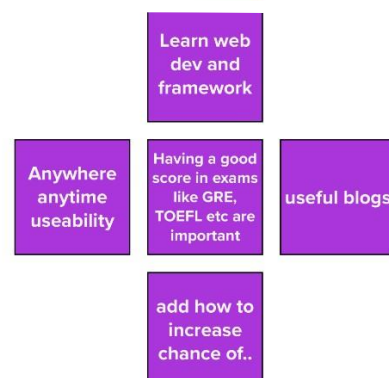 Learn web
dev and
framework
Anywhere
anytime
useability
Having a good
score in exams
like GRE,
TOEFL etc are
important
useful blogs
add how to
increase
chance of..